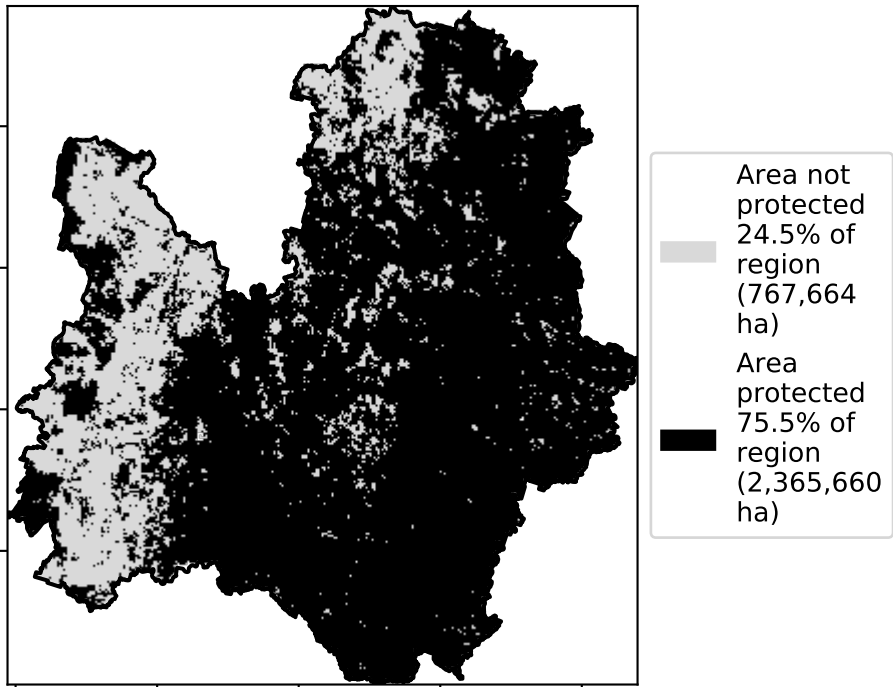 Area not
protected
24.5% of
region
(767,664
ha)
Area
protected
75.5% of
region
(2,365,660
ha)